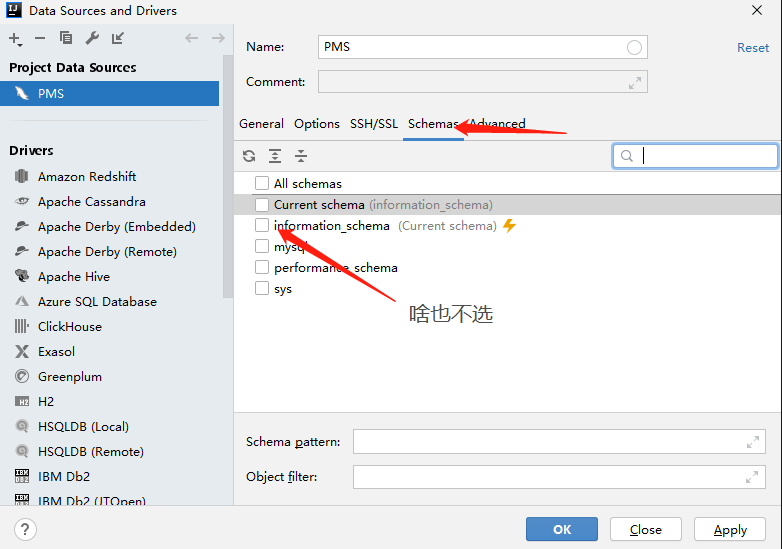 Data Sources and Drivers
Name: PMS Reset
Comment:
Project Data Sources
PMS
General Options SSH/SSL Schemas Advanced
Drivers
Amazon Redshift
Apache Cassandra
Apache Derby (Embedded)
Apache Derby (Remote)
Apache Hive
Azure SQL Database
ClickHouse
Exasol
Greenplum
H2
HSQLDB (Local)
HSQLDB (Remote)
IBM Db2
IBM Db2 (JTOpen)
All schemas
Current schema (information_schema)
information_schema (Current schema)
mysql
performance_schema
sys
啥也不选
Schema pattern:
Object filter:
? OK Close Apply